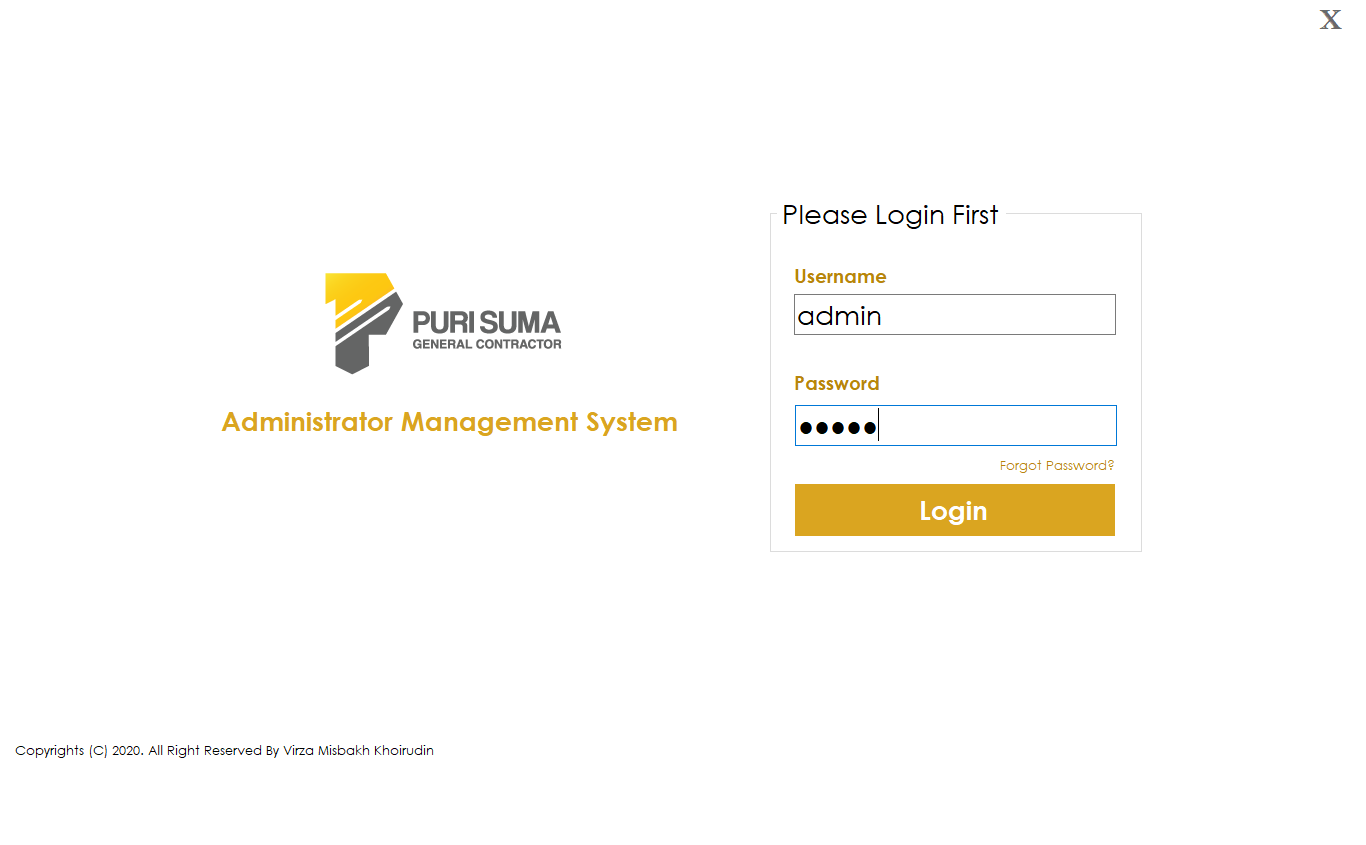 X
Please Login First
Username
admin
PURI SUMA
GENERAL CONTRACTOR
Password
●●●●●
Administrator Management System
Forgot Password?
Login
Copyrights (C) 2020. All Right Reserved By Virza Misbakh Khoirudin